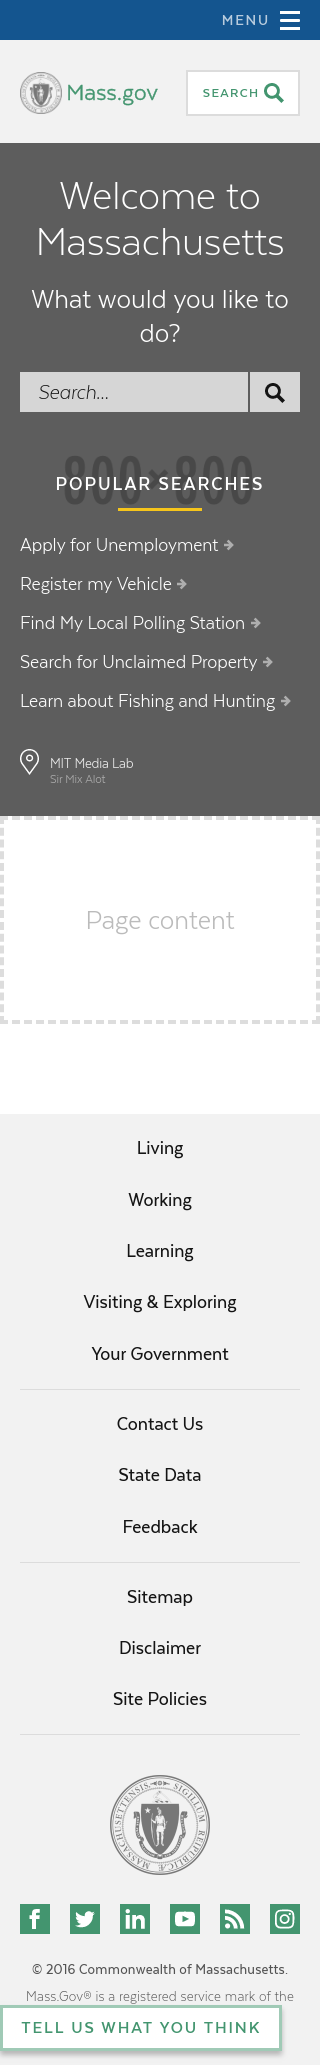 MENU
Mass.gov
SEARCH
Welcome to
Massachusetts
What would you like to
do?
Search...
800×800
POPULAR SEARCHES
Apply for Unemployment
Register my Vehicle
Find My Local Polling Station
Search for Unclaimed Property
Learn about Fishing and Hunting
MIT Media Lab
Sir Mix Alot
Page content
Living
Working
Learning
Visiting & Exploring
Your Government
Contact Us
State Data
Feedback
Sitemap
Disclaimer
Site Policies
© 2016 Commonwealth of Massachusetts.
Mass.Gov® is a registered service mark of the
TELL US WHAT YOU THINK